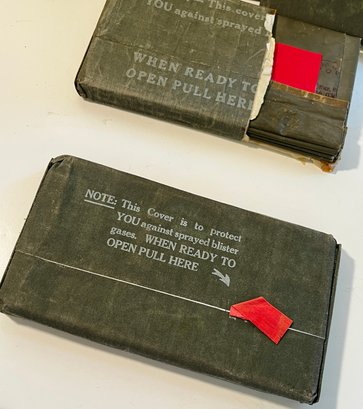 NOTE: This cover
YOU against sprayed
WHEN READY TO
OPEN PULL HERE
NOTE: This Cover is to protect
YOU against sprayed blister
gases. WHEN READY TO
OPEN PULL HERE